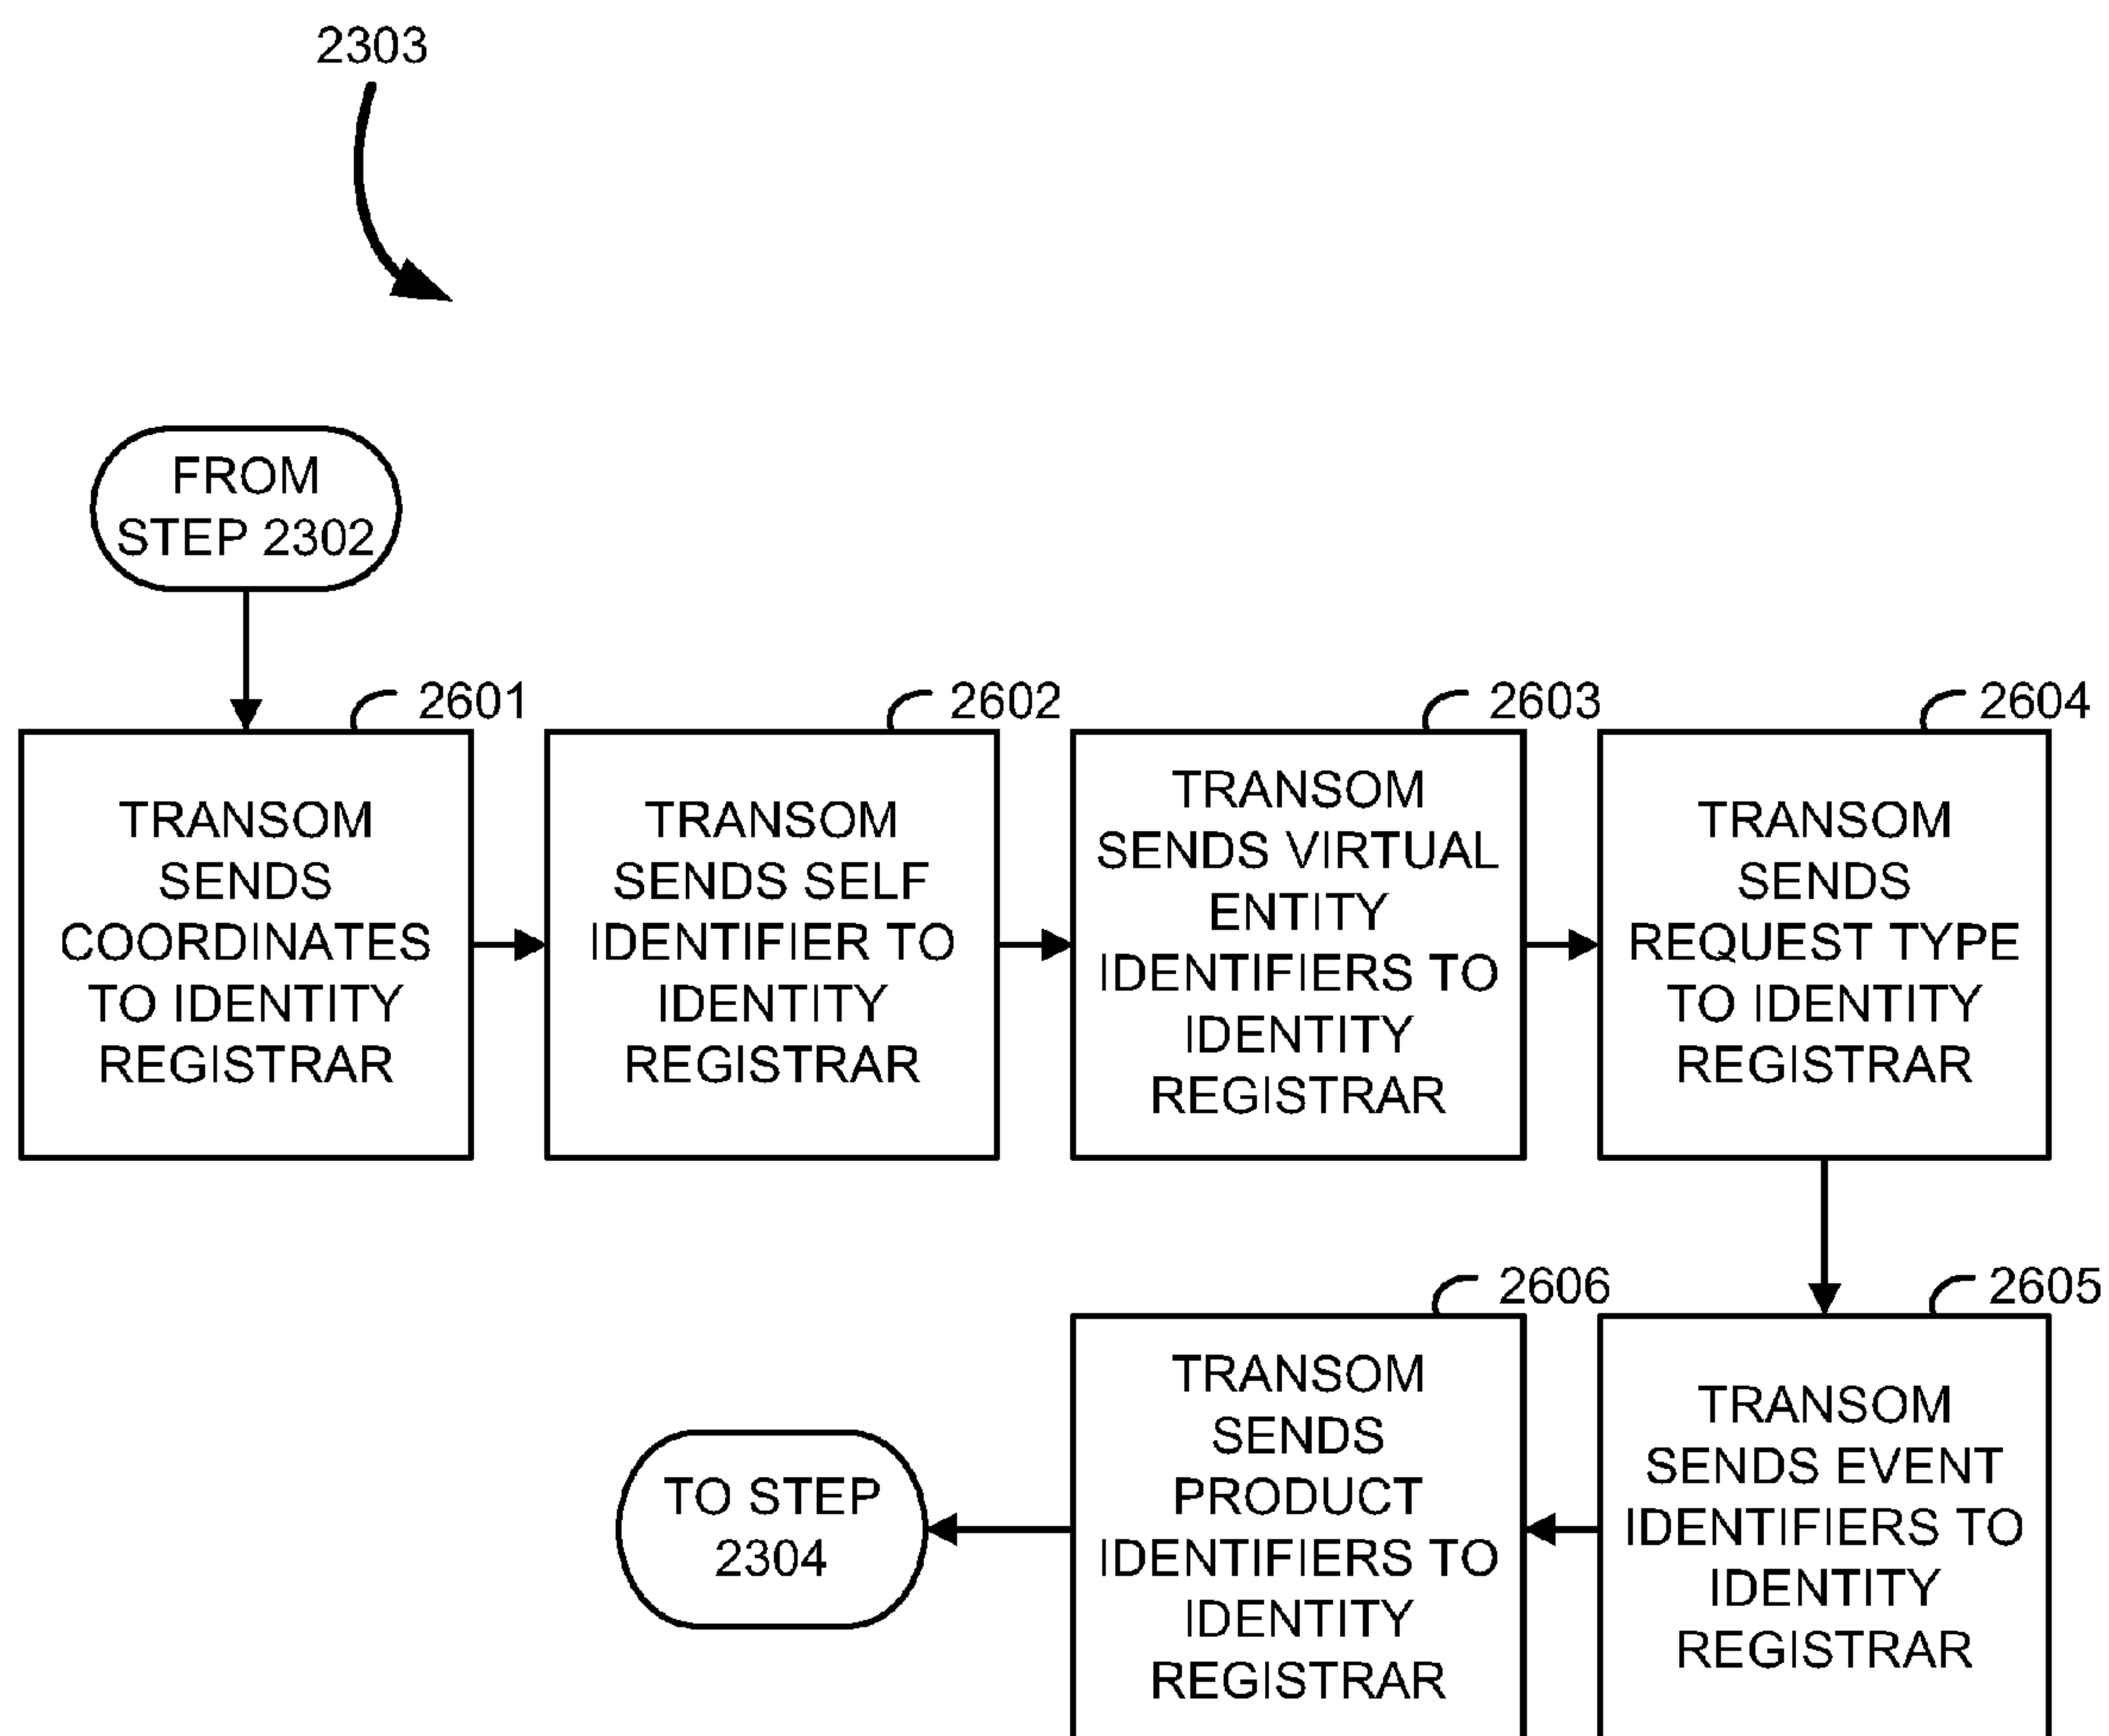 2303
FROM
STEP 2302
2601
TRANSOM
SENDS
COORDINATES
TO IDENTITY
REGISTRAR
2602
TRANSOM
SENDS SELF
IDENTIFIER TO
IDENTITY
REGISTRAR
2603
TRANSOM
SENDS VIRTUAL
ENTITY
IDENTIFIERS TO
IDENTITY
REGISTRAR
2604
TRANSOM
SENDS
REQUEST TYPE
TO IDENTITY
REGISTRAR
2605
TRANSOM
SENDS EVENT
IDENTIFIERS TO
IDENTITY
REGISTRAR
2606
TRANSOM
SENDS
PRODUCT
IDENTIFIERS TO
IDENTITY
REGISTRAR
TO STEP
2304